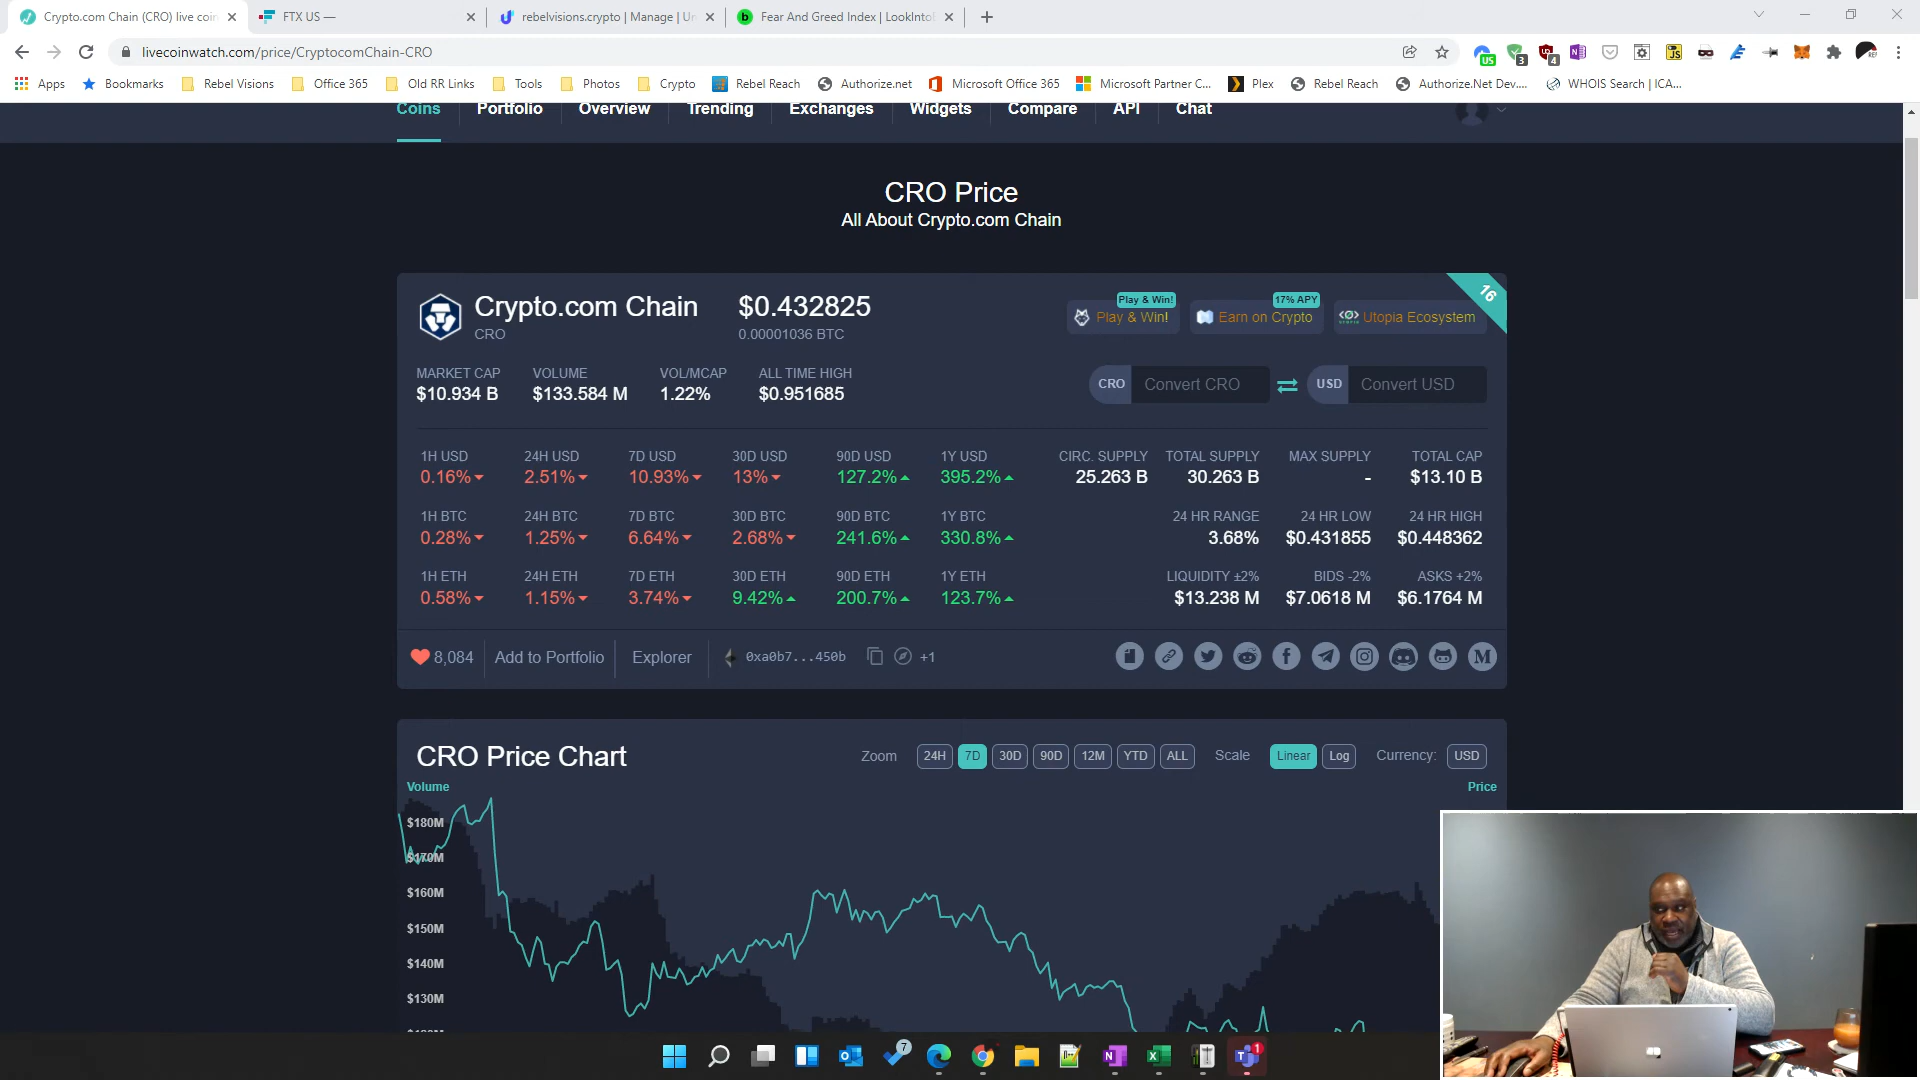 Crypto.com Chain (CRO) live coin
FTX US —
rebelvisions.crypto | Manage | Un
Fear And Greed Index | LookIntoB
livecoinwatch.com/price/CryptocomChain-CRO
Apps Bookmarks Rebel Visions Office 365 Old RR Links Tools Photos Crypto Rebel Reach Authorize.net Microsoft Office 365 Microsoft Partner C... Plex Rebel Reach Authorize.Net Dev.... WHOIS Search | ICA...
Coins Portfolio Overview Trending Exchanges Widgets Compare API Chat
CRO Price
All About Crypto.com Chain
16
Crypto.com Chain $0.432825
CRO 0.00001036 BTC
Play & Win! 17% APY
Play & Win! Earn on Crypto Utopia Ecosystem
MARKET CAP VOLUME VOL/MCAP ALL TIME HIGH
$10.934 B $133.584 M 1.22% $0.951685
CRO Convert CRO USD Convert USD
1H USD 24H USD 7D USD 30D USD 90D USD 1Y USD CIRC. SUPPLY TOTAL SUPPLY MAX SUPPLY TOTAL CAP
0.16% 2.51% 10.93% 13% 127.2% 395.2% 25.263 B 30.263 B - $13.10 B
1H BTC 24H BTC 7D BTC 30D BTC 90D BTC 1Y BTC 24 HR RANGE 24 HR LOW 24 HR HIGH
0.28% 1.25% 6.64% 2.68% 241.6% 330.8% 3.68% $0.431855 $0.448362
1H ETH 24H ETH 7D ETH 30D ETH 90D ETH 1Y ETH LIQUIDITY ±2% BIDS -2% ASKS +2%
0.58% 1.15% 3.74% 9.42% 200.7% 123.7% $13.238 M $7.0618 M $6.1764 M
8,084 Add to Portfolio Explorer 0xa0b7...450b +1
CRO Price Chart Zoom 24H 7D 30D 90D 12M YTD ALL Scale Linear Log Currency: USD
Volume Price
$180M
$170M
$160M
$150M
$140M
$130M